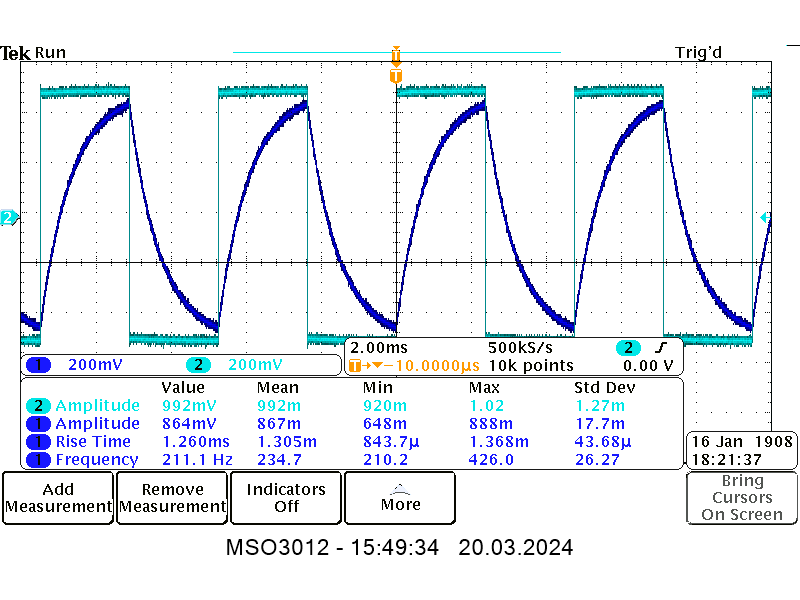 Tek Run Trig'd
T
T
2
2.00ms 500kS/s 2
1 200mV 2 200mV T→▼−10.0000µs 10k points 0.00 V
Value Mean Min Max Std Dev
2 Amplitude 992mV 992m 920m 1.02 1.27m
1 Amplitude 864mV 867m 648m 888m 17.7m
1 Rise Time 1.260ms 1.305m 843.7µ 1.368m 43.68µ
1 Frequency 211.1 Hz 234.7 210.2 426.0 26.27
16 Jan 1908
18:21:37
Add Measurement
Remove Measurement
Indicators Off
More
Bring Cursors On Screen
MSO3012 - 15:49:34 20.03.2024